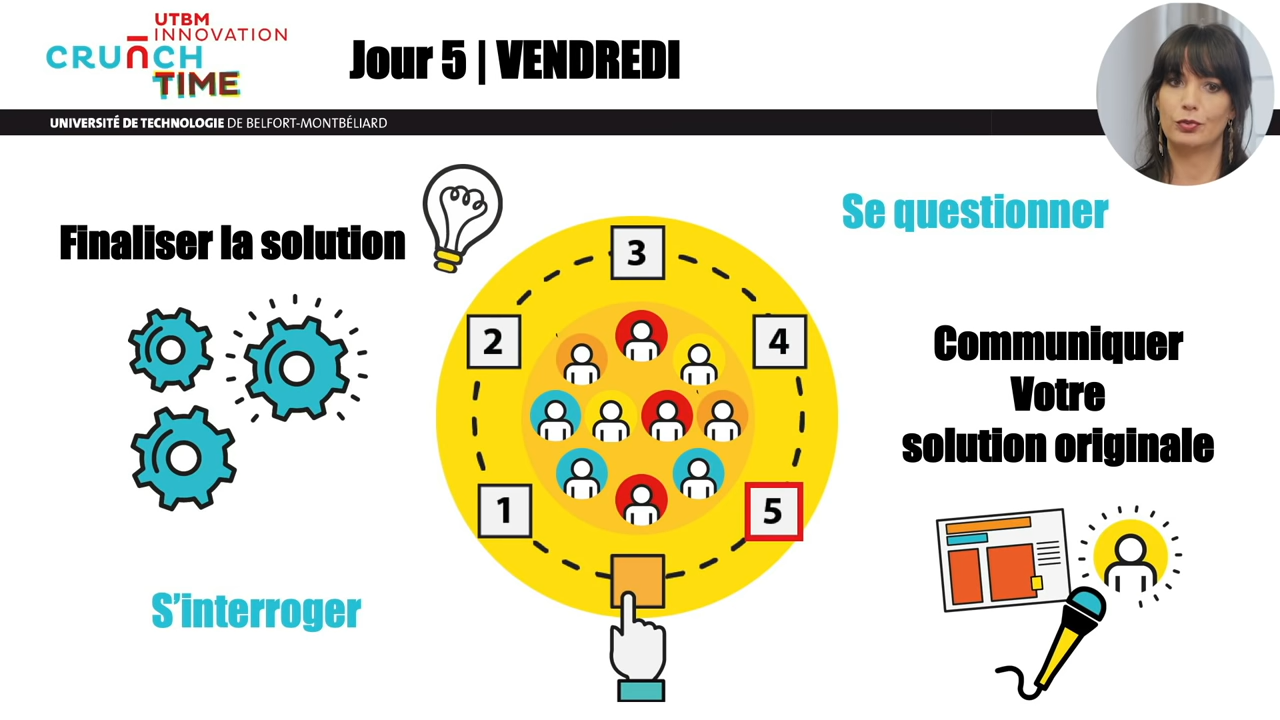 UTBM
INNOVATION
CRUNCH
TIME
Jour 5 | VENDREDI
UNIVERSITÉ DE TECHNOLOGIE DE BELFORT-MONTBÉLIARD
Finaliser la solution
S'interroger
3
2
4
1
5
Se questionner
Communiquer
Votre
solution originale